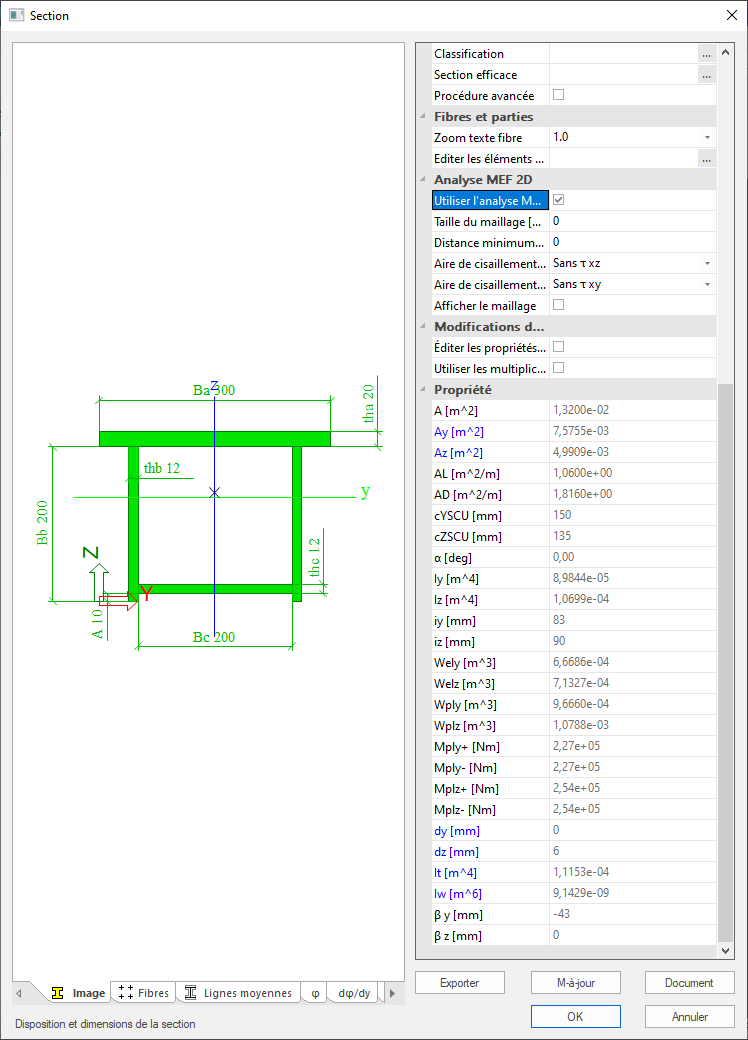 Section
Ba 300
z
tha 20
thb 12
y
Bb 200
thc 12
Z
Y
A 10
Bc 200
Image
Fibres
Lignes moyennes
φ
dφ/dy
Disposition et dimensions de la section
Classification ...
Section efficace ...
Procédure avancée
Fibres et parties
Zoom texte fibre 1.0
Editer les éléments ... ...
Analyse MEF 2D
Utiliser l'analyse M...
Taille du maillage [... 0
Distance minimum... 0
Aire de cisaillement... Sans τ xz
Aire de cisaillement... Sans τ xy
Afficher le maillage
Modifications d...
Éditer les propriétés...
Utiliser les multiplic...
Propriété
A [m^2] 1,3200e-02
Ay [m^2] 7,5755e-03
Az [m^2] 4,9909e-03
AL [m^2/m] 1,0600e+00
AD [m^2/m] 1,8160e+00
cYSCU [mm] 150
cZSCU [mm] 135
α [deg] 0,00
Iy [m^4] 8,9844e-05
Iz [m^4] 1,0699e-04
iy [mm] 83
iz [mm] 90
Wely [m^3] 6,6686e-04
Welz [m^3] 7,1327e-04
Wply [m^3] 9,6660e-04
Wplz [m^3] 1,0788e-03
Mply+ [Nm] 2,27e+05
Mply- [Nm] 2,27e+05
Mplz+ [Nm] 2,54e+05
Mplz- [Nm] 2,54e+05
dy [mm] 0
dz [mm] 6
It [m^4] 1,1153e-04
Iw [m^6] 9,1429e-09
β y [mm] -43
β z [mm] 0
Exporter
M-à-jour
Document
OK
Annuler